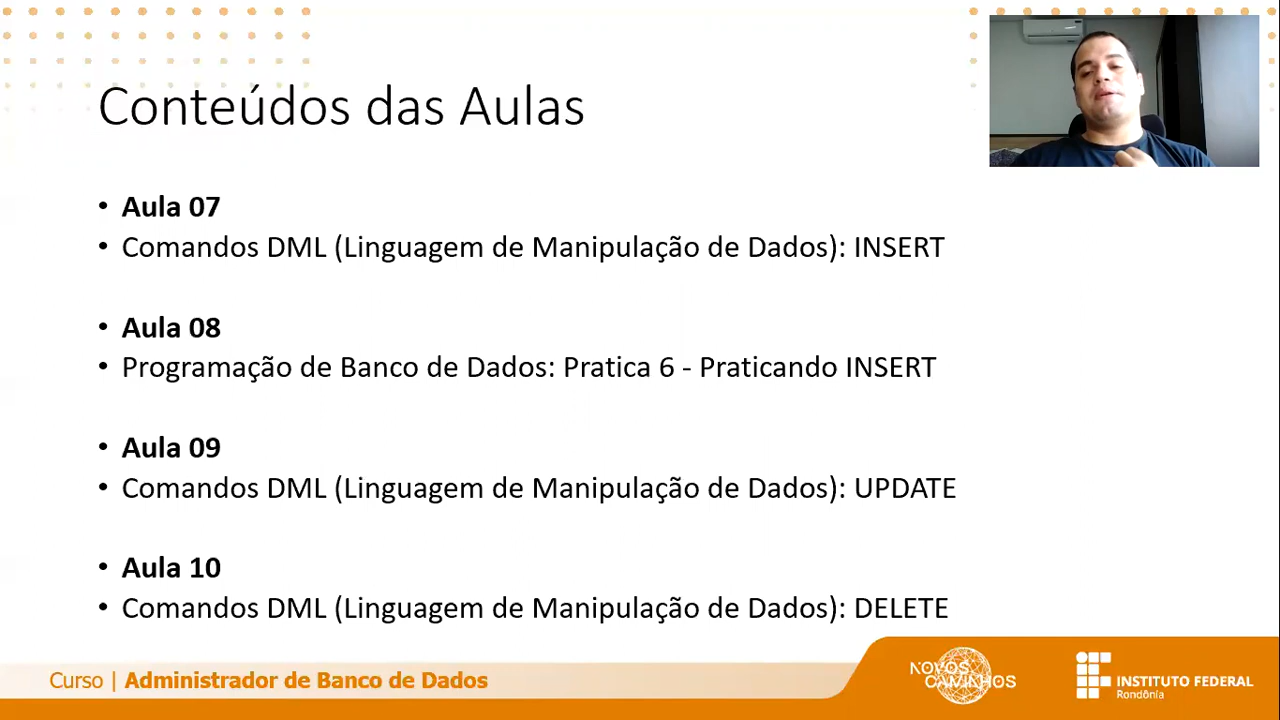 Conteúdos das Aulas
• Aula 07
• Comandos DML (Linguagem de Manipulação de Dados): INSERT
• Aula 08
• Programação de Banco de Dados: Pratica 6 - Praticando INSERT
• Aula 09
• Comandos DML (Linguagem de Manipulação de Dados): UPDATE
• Aula 10
• Comandos DML (Linguagem de Manipulação de Dados): DELETE
Curso | Administrador de Banco de Dados
NOVOS
CAMINHOS
INSTITUTO FEDERAL
Rondônia